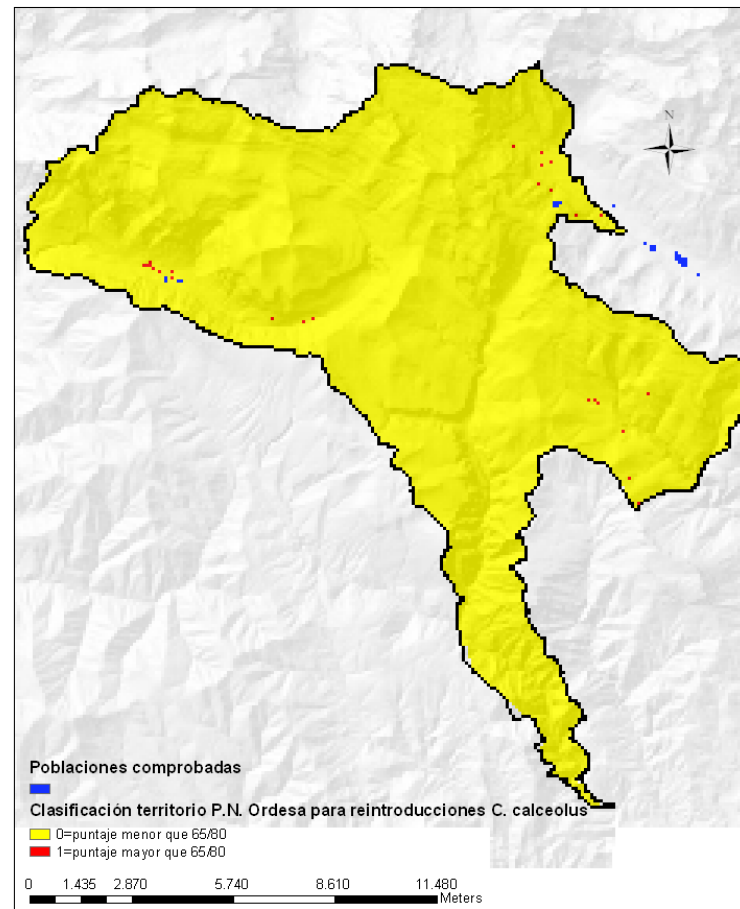 N
Poblaciones comprobadas
Clasificación territorio P.N. Ordesa para reintroducciones C. calceolus
0=puntaje menor que 65/80
1=puntaje mayor que 65/80
0 1.435 2.870 5.740 8.610 11.480
Meters